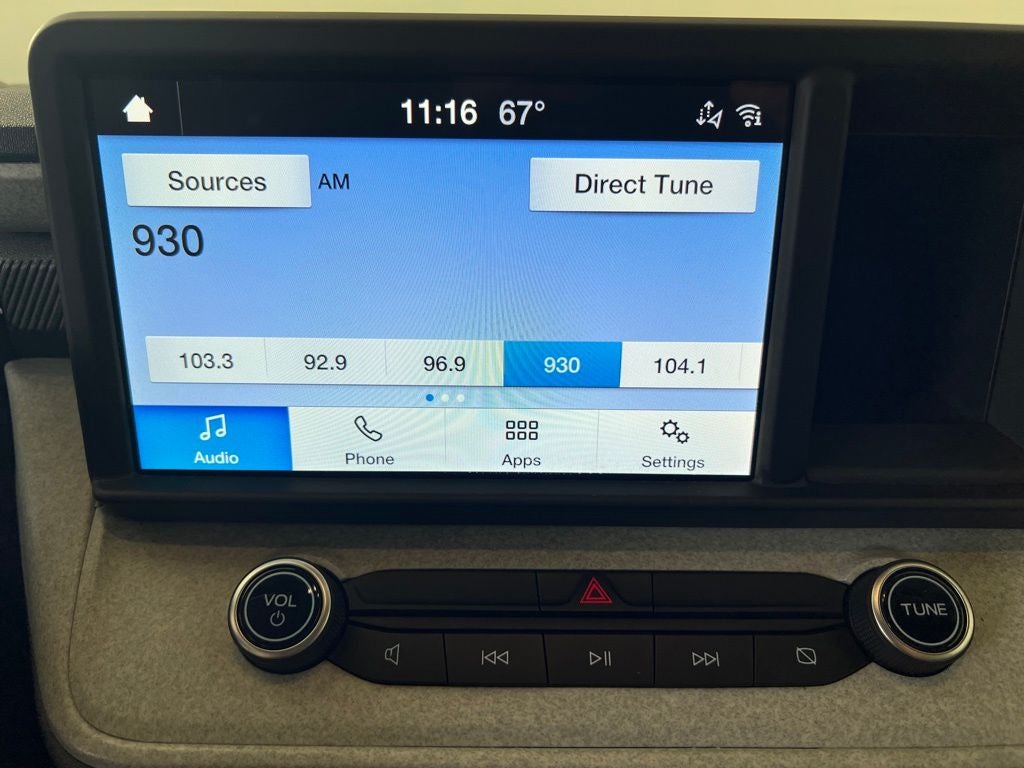 11:16 67°
Sources AM Direct Tune
930
103.3 92.9 96.9 930 104.1
Audio Phone Apps Settings
VOL TUNE